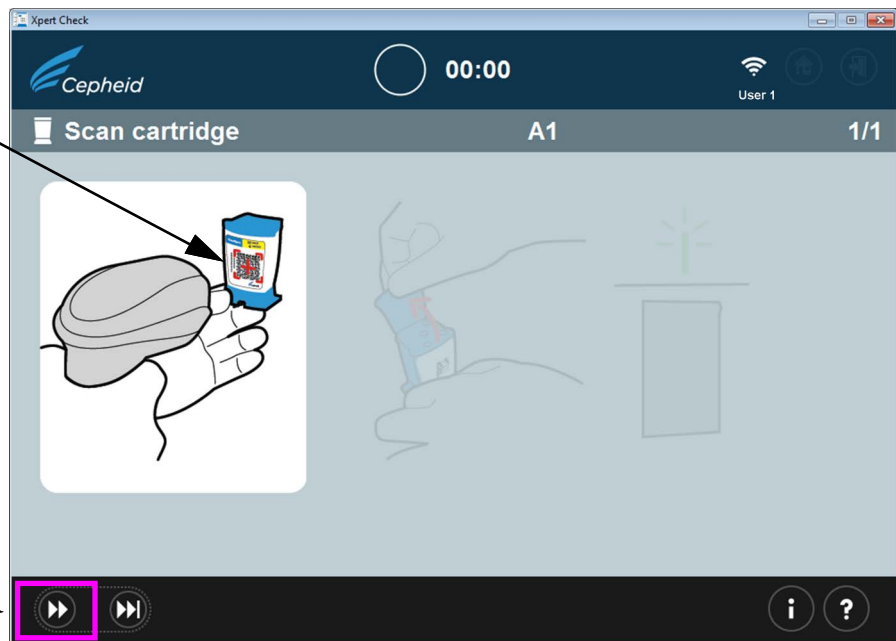 Xpert Check
Cepheid
00:00
User 1
Scan cartridge A1 1/1
i ?